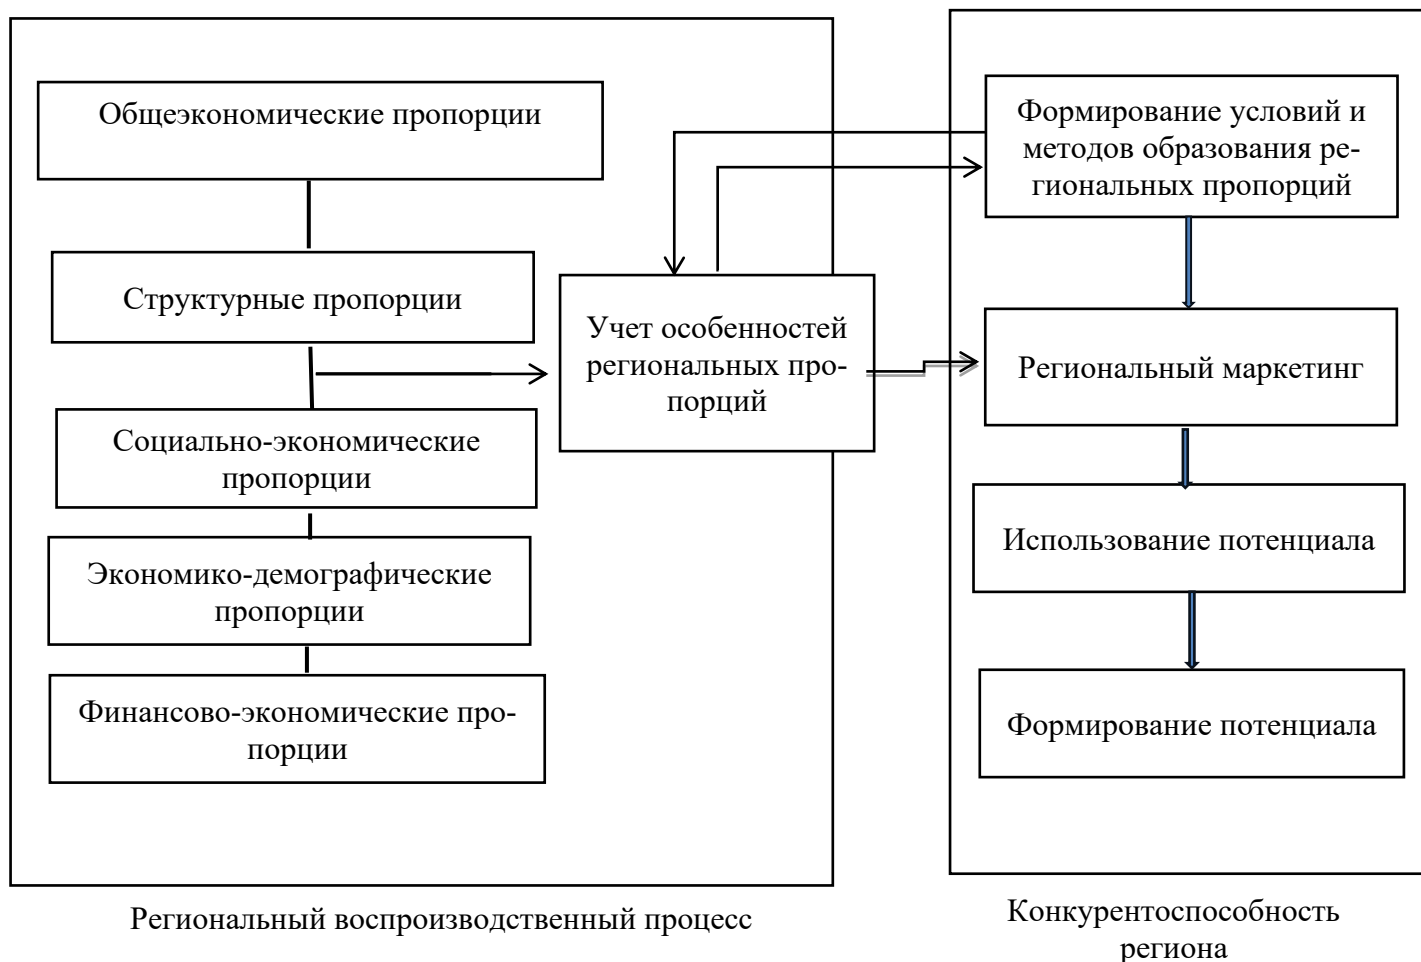 Общеэкономические пропорции
Структурные пропорции
Социально-экономические
пропорции
Экономико-демографические
пропорции
Финансово-экономические про-
порции
Учет особенностей
региональных про-
порций
Формирование условий и
методов образования ре-
гиональных пропорций
Региональный маркетинг
Использование потенциала
Формирование потенциала
Региональный воспроизводственный процесс
Конкурентоспособность
региона